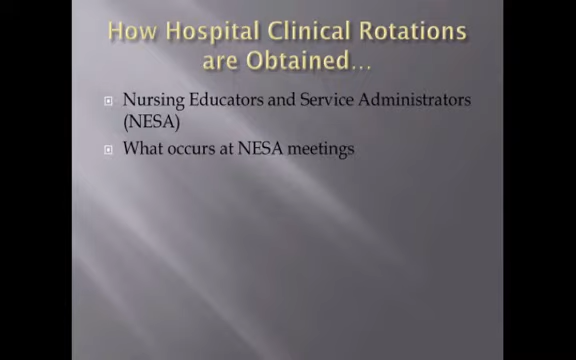 How Hospital Clinical Rotations
are Obtained...
Nursing Educators and Service Administrators
(NESA)
What occurs at NESA meetings